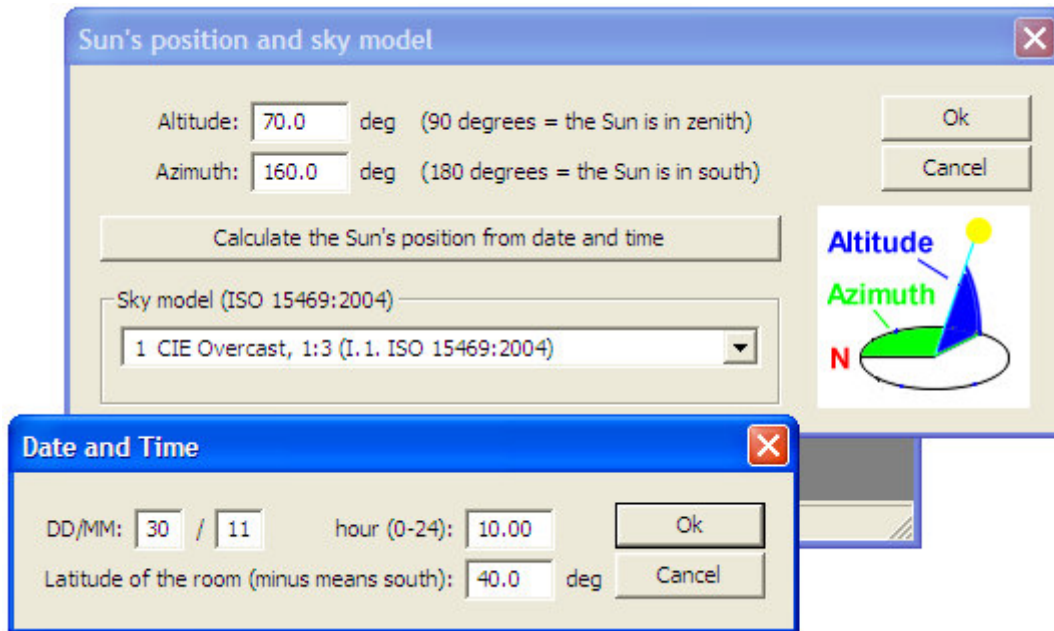 Sun's position and sky model
Altitude: 70.0 deg (90 degrees = the Sun is in zenith) Ok
Azimuth: 160.0 deg (180 degrees = the Sun is in south) Cancel
Calculate the Sun's position from date and time
Altitude
Azimuth
N
Sky model (ISO 15469:2004)
1 CIE Overcast, 1:3 (I.1. ISO 15469:2004)
Date and Time
DD/MM: 30 / 11 hour (0-24): 10.00 Ok
Latitude of the room (minus means south): 40.0 deg Cancel